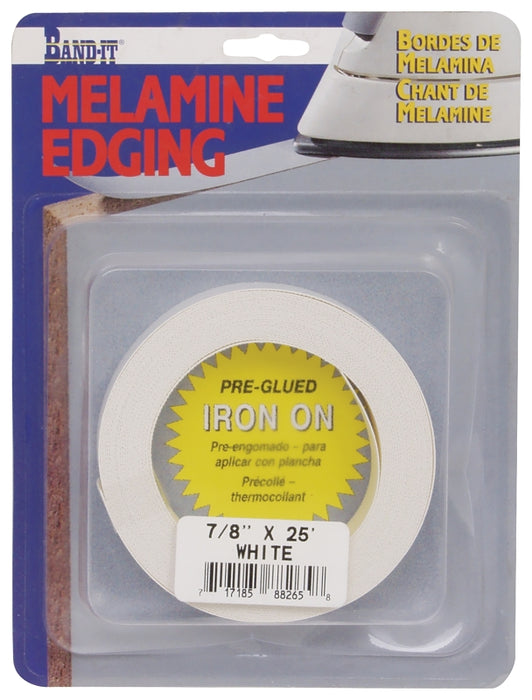 BAND-IT
MELAMINE
EDGING
BORDES DE
MELAMINA
CHANT DE
MELAMINE
PRE-GLUED
IRON ON
Pre-engomado - para
aplicar con plancha
Précollé –
thermocollant
7/8" X 25'
WHITE
7 17185 88265 8